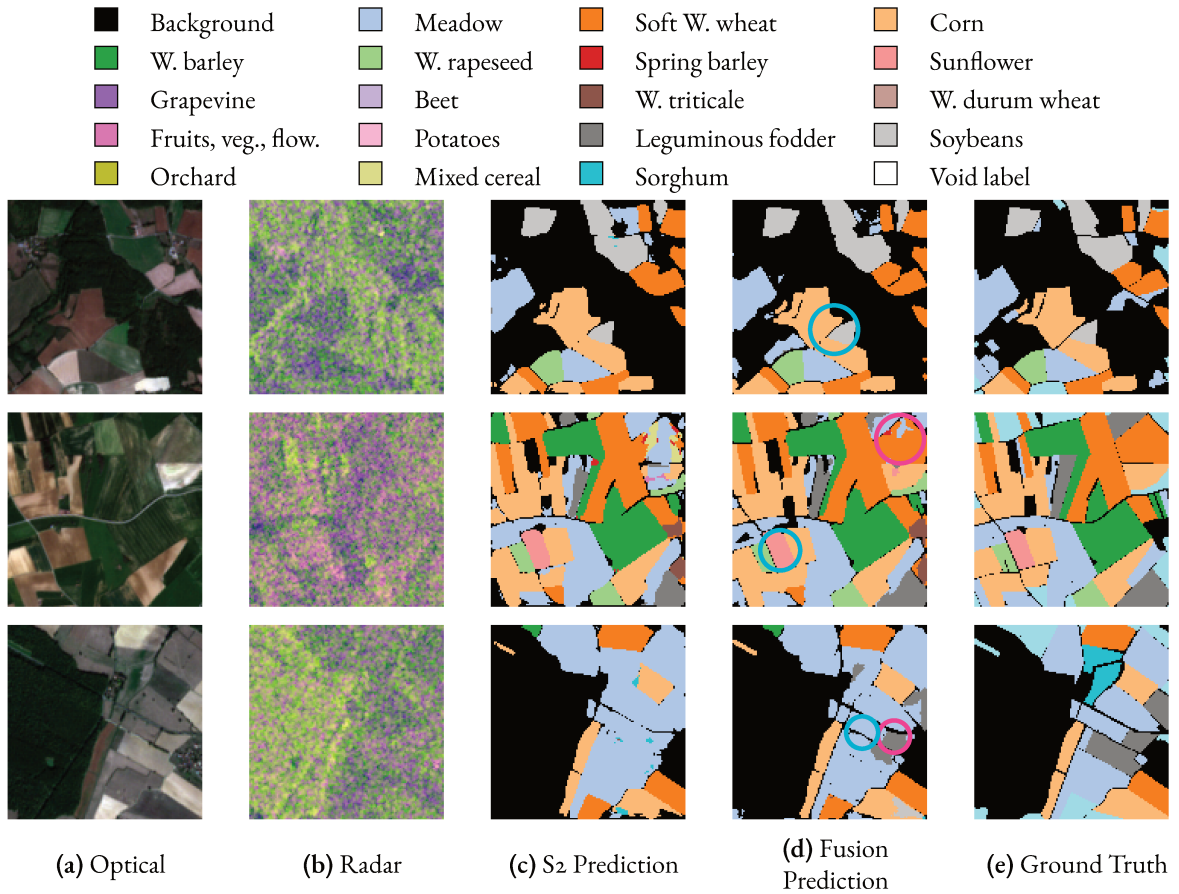 Background Meadow Soft W. wheat Corn
W. barley W. rapeseed Spring barley Sunflower
Grapevine Beet W. triticale W. durum wheat
Fruits, veg., flow. Potatoes Leguminous fodder Soybeans
Orchard Mixed cereal Sorghum Void label
(a) Optical (b) Radar (c) S2 Prediction (d) Fusion Prediction (e) Ground Truth